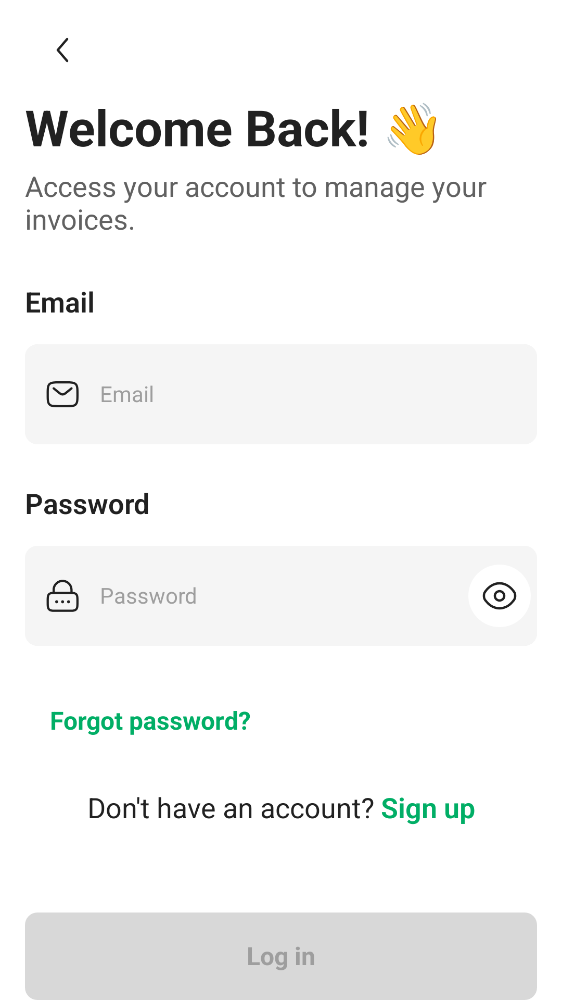 Welcome Back! 👋
Access your account to manage your
invoices.
Email
Email
Password
Password
Forgot password?
Don't have an account? Sign up
Log in